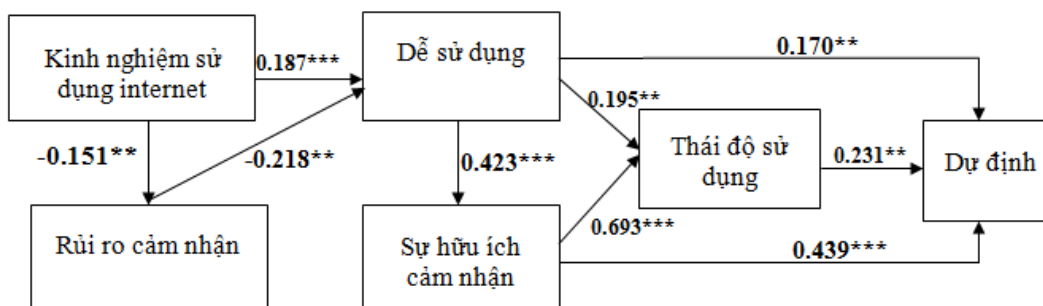 Kinh nghiệm sử
dụng internet
0.187***
Dễ sử dụng
0.170**
0.195**
-0.151**
-0.218**
0.423***
Thái độ sử
dụng
0.231**
Dự định
Rủi ro cảm nhận
Sự hữu ích
cảm nhận
0.693***
0.439***